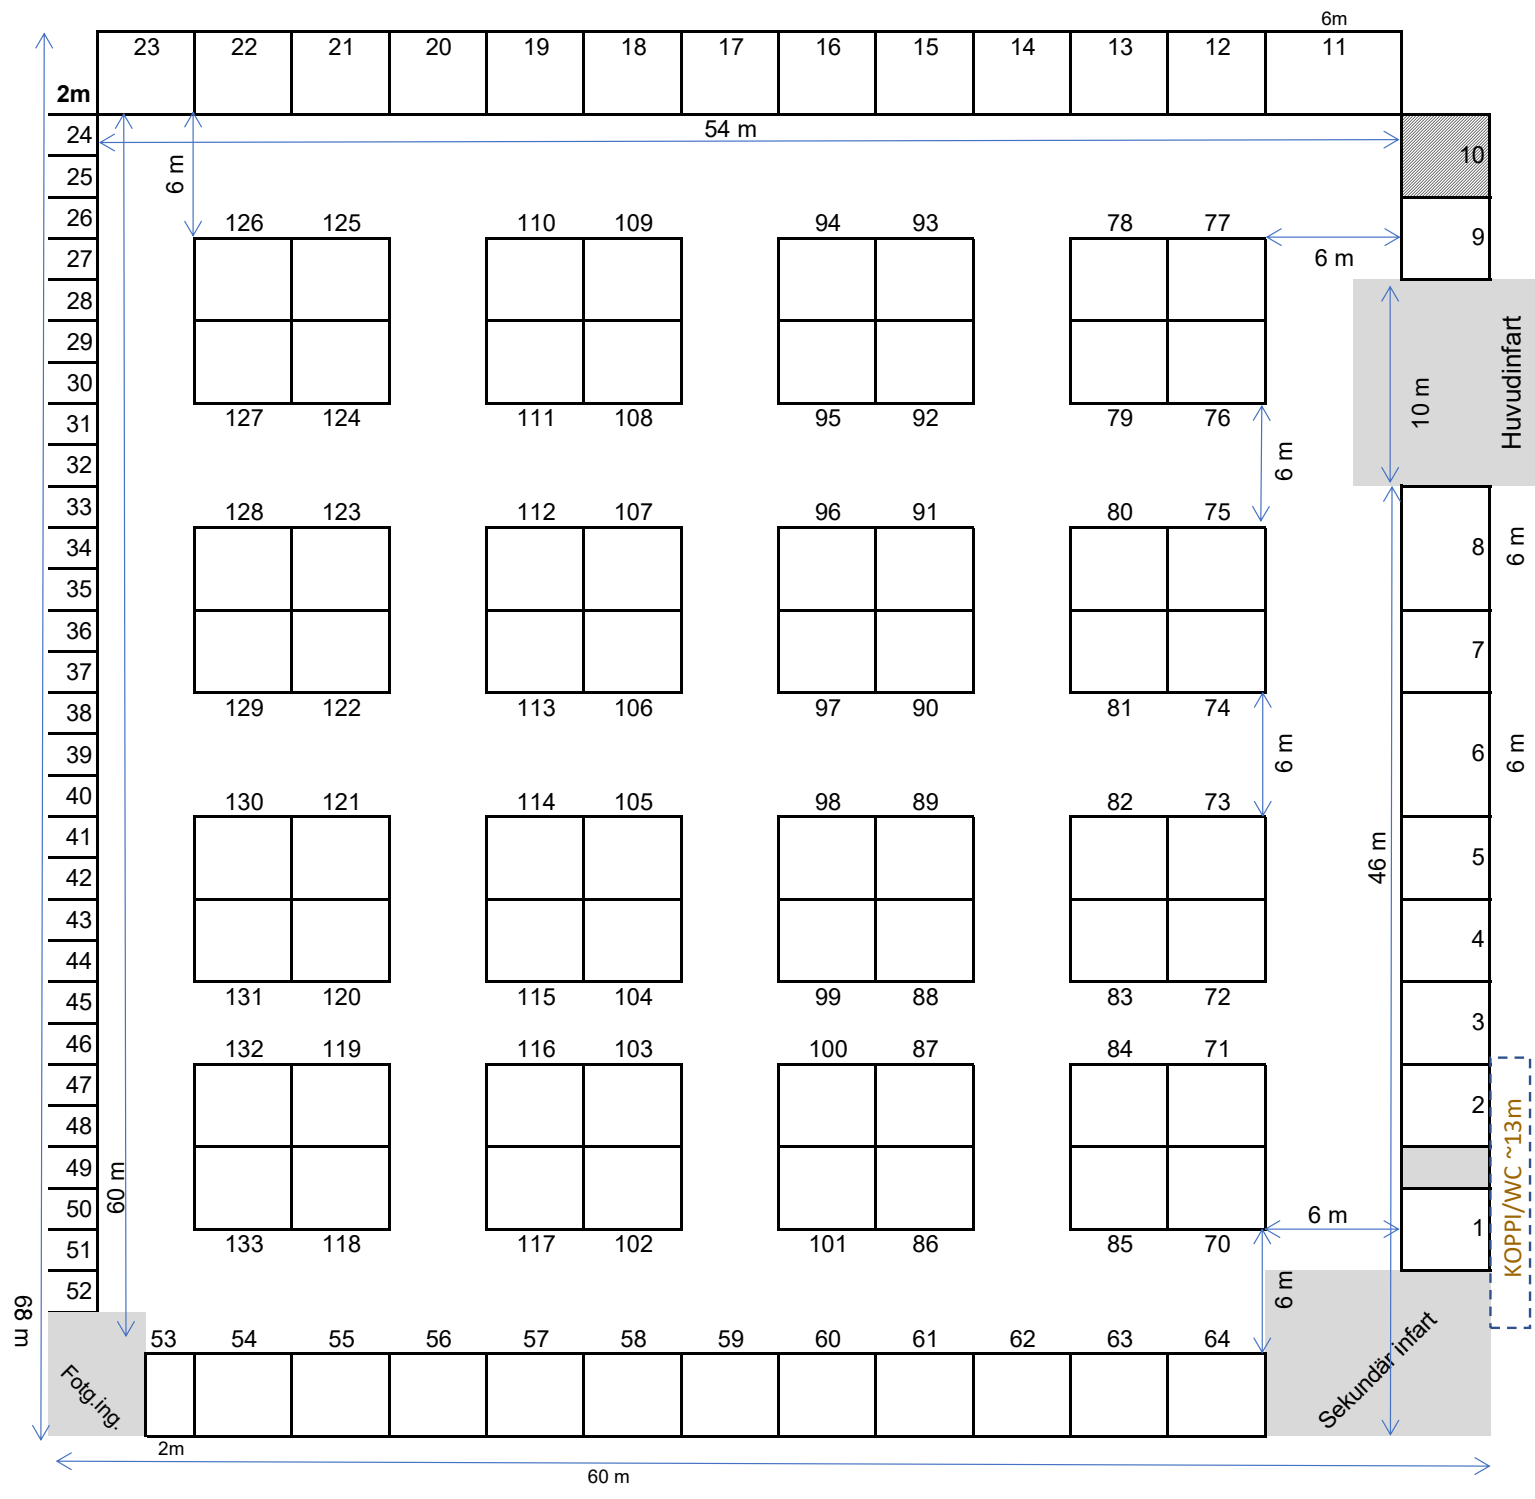 6m
23 22 21 20 19 18 17 16 15 14 13 12 11
2m
24
54 m
10
25
6 m
26
126 125 110 109 94 93 78 77
9
27
6 m
28
29
30
Huvudinfart
10 m
31
127 124 111 108 95 92 79 76
32
6 m
33
128 123 112 107 96 91 80 75
34
8
6 m
35
36
7
37
38
129 122 113 106 97 90 81 74
39
6 m
6
6 m
40
130 121 114 105 98 89 82 73
41
46 m
5
42
43
4
44
45
131 120 115 104 99 88 83 72
3
46
132 119 116 103 100 87 84 71
47
2
48
49
60 m
KOPPI/WC ~13m
50
6 m
1
51
133 118 117 102 101 86 85 70
52
6 m
68 m
53 54 55 56 57 58 59 60 61 62 63 64
Fotg.ing.
Sekundär infart
2m
60 m